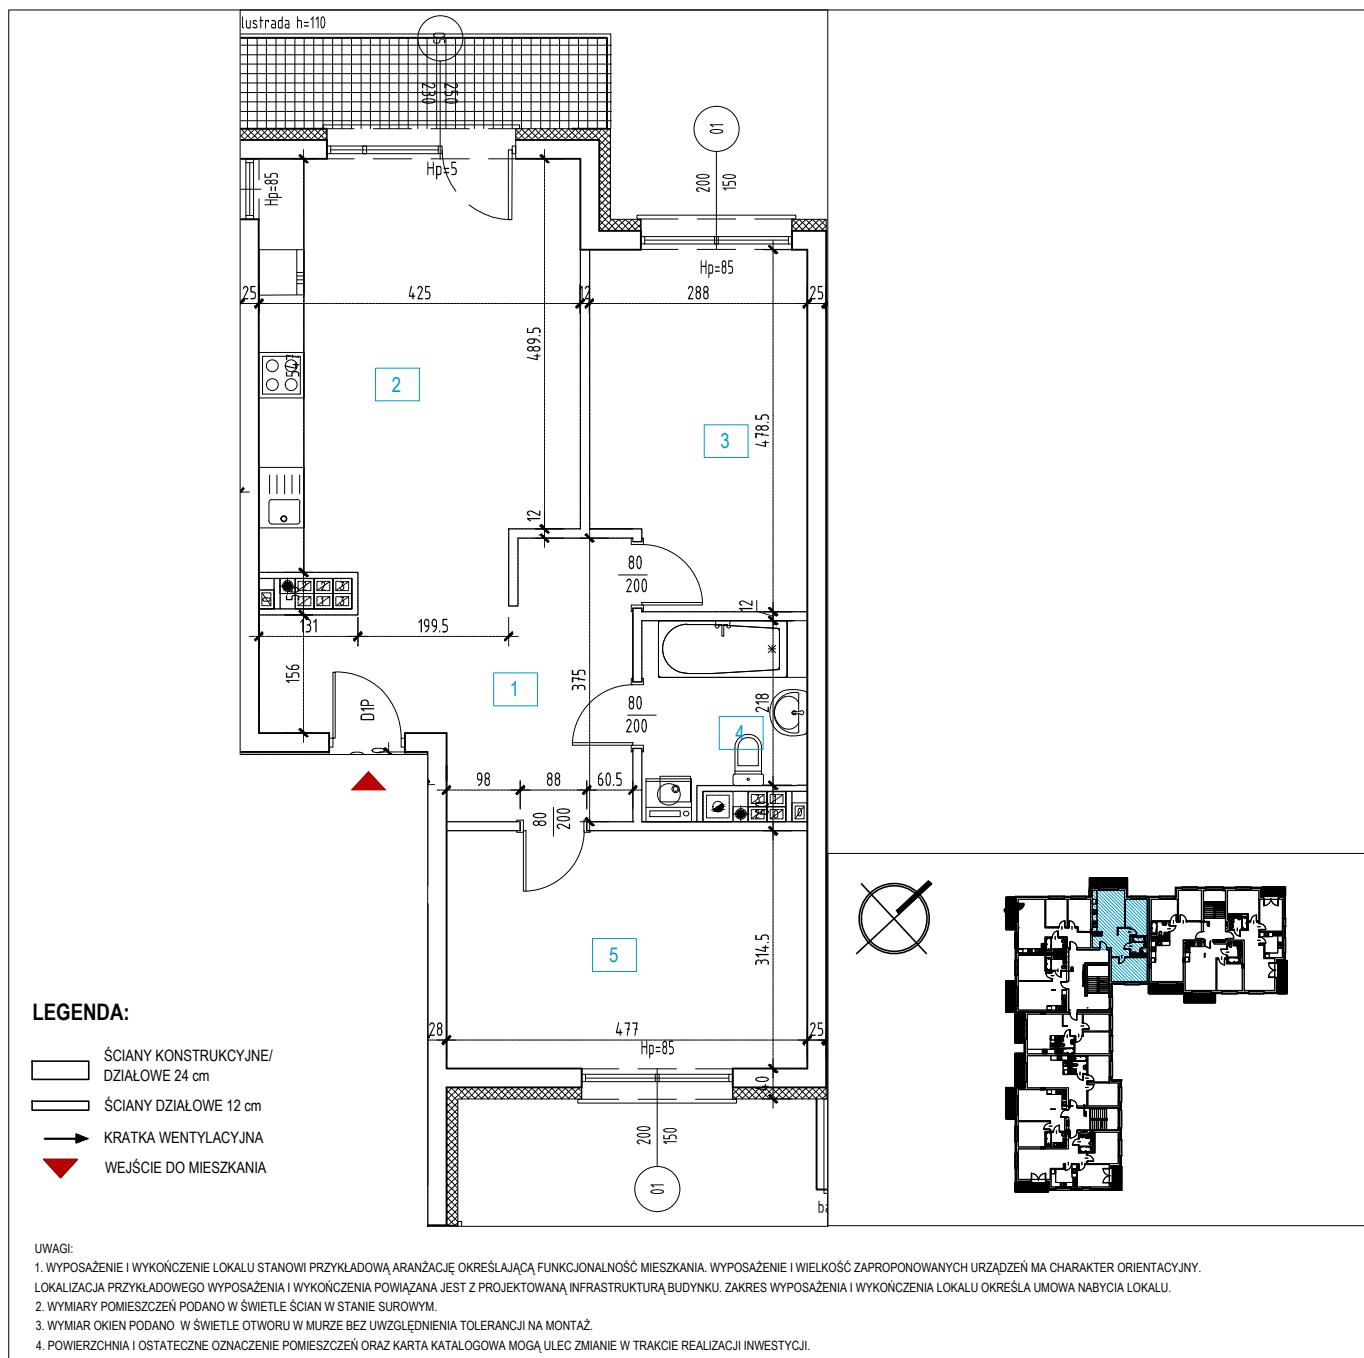 lustrada h=110
05
230
250
01
200
150
Hp=5
Hp=85
Hp=85
25
425
12
288
25
489.5
547
2
3
478.5
12
80
200
12
131
199.5
156
375
1
80
200
218
4
D1P
98
88
60.5
80
200
5
314.5
28
477
25
Hp=85
40
200
150
01
LEGENDA:
ŚCIANY KONSTRUKCYJNE/
DZIAŁOWE 24 cm
ŚCIANY DZIAŁOWE 12 cm
KRATKA WENTYLACYJNA
WEJŚCIE DO MIESZKANIA
UWAGI:
1. WYPOSAŻENIE I WYKOŃCZENIE LOKALU STANOWI PRZYKŁADOWĄ ARANŻACJĘ OKREŚLAJĄCĄ FUNKCJONALNOŚĆ MIESZKANIA. WYPOSAŻENIE I WIELKOŚĆ ZAPROPONOWANYCH URZĄDZEŃ MA CHARAKTER ORIENTACYJNY.
LOKALIZACJA PRZYKŁADOWEGO WYPOSAŻENIA I WYKOŃCZENIA POWIĄZANA JEST Z PROJEKTOWANĄ INFRASTRUKTURĄ BUDYNKU. ZAKRES WYPOSAŻENIA I WYKOŃCZENIA LOKALU OKREŚLA UMOWA NABYCIA LOKALU.
2. WYMIARY POMIESZCZEŃ PODANO W ŚWIETLE ŚCIAN W STANIE SUROWYM.
3. WYMIAR OKIEN PODANO W ŚWIETLE OTWORU W MURZE BEZ UWZGLĘDNIENIA TOLERANCJI NA MONTAŻ.
4. POWIERZCHNIA I OSTATECZNE OZNACZENIE POMIESZCZEŃ ORAZ KARTA KATALOGOWA MOGĄ ULEC ZMIANIE W TRAKCIE REALIZACJI INWESTYCJI.